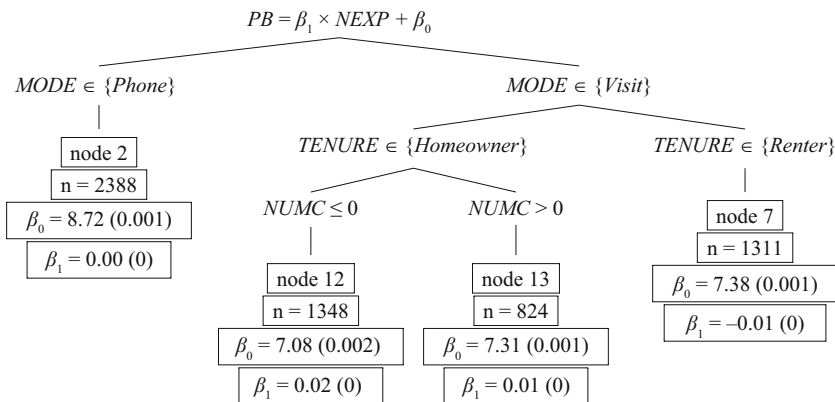 PB = β₁ × NEXP + β₀
MODE ∈ {Phone}
MODE ∈ {Visit}
node 2
n = 2388
β₀ = 8.72 (0.001)
β₁ = 0.00 (0)
TENURE ∈ {Homeowner}
TENURE ∈ {Renter}
NUMC ≤ 0
NUMC > 0
node 12
n = 1348
β₀ = 7.08 (0.002)
β₁ = 0.02 (0)
node 13
n = 824
β₀ = 7.31 (0.001)
β₁ = 0.01 (0)
node 7
n = 1311
β₀ = 7.38 (0.001)
β₁ = –0.01 (0)